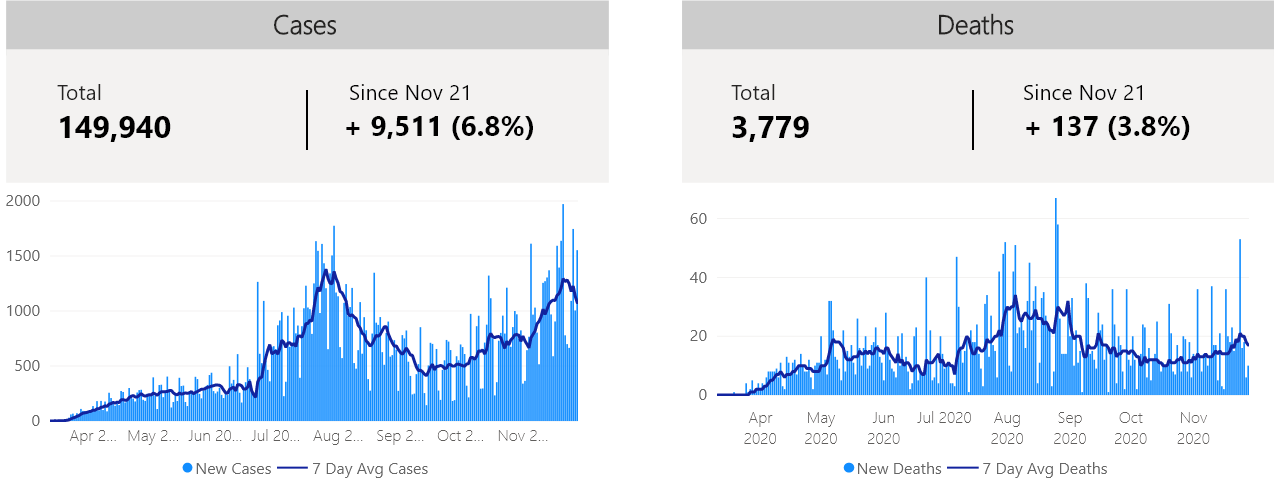 Cases
Total
149,940
Since Nov 21
+ 9,511 (6.8%)
2000
1500
1000
500
0
Apr 2... May 2... Jun 20... Jul 20... Aug 2... Sep 2... Oct 2... Nov 2...
New Cases 7 Day Avg Cases
Deaths
Total
3,779
Since Nov 21
+ 137 (3.8%)
60
40
20
0
Apr 2020
May 2020
Jun 2020
Jul 2020
Aug 2020
Sep 2020
Oct 2020
Nov 2020
New Deaths 7 Day Avg Deaths